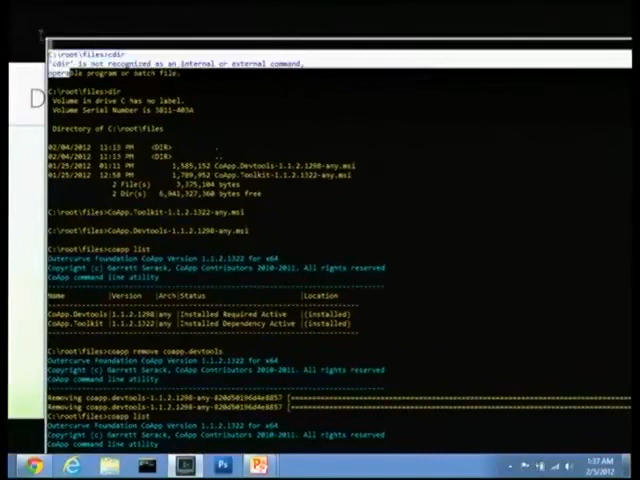 C:\root\files>cdir
'cdir' is not recognized as an internal or external command,
operable program or batch file.
C:\root\files>dir
Volume in drive C has no label.
Volume Serial Number is 3811-403A
Directory of C:\root\files
02/04/2012 11:13 PM <DIR> .
02/04/2012 11:13 PM <DIR> ..
01/25/2012 01:11 PM 1,585,152 CoApp.Devtools-1.1.2.1298-any.msi
01/25/2012 12:58 PM 1,789,952 CoApp.Toolkit-1.1.2.1322-any.msi
2 File(s) 3,375,104 bytes
2 Dir(s) 6,941,327,360 bytes free
C:\root\files>CoApp.Toolkit-1.1.2.1322-any.msi
C:\root\files>CoApp.Devtools-1.1.2.1298-any.msi
C:\root\files>coapp list
Outercurve Foundation CoApp Version 1.1.2.1322 for x64
Copyright (c) Garrett Serack, CoApp Contributors 2010-2011. All rights reserved
CoApp command line utility
Name |Version |Arch|Status |Location
CoApp.Devtools|1.1.2.1298|any |Installed Required Active |(installed)
CoApp.Toolkit |1.1.2.1322|any |Installed Dependency Active |(installed)
C:\root\files>coapp remove coapp.devtools
Outercurve Foundation CoApp Version 1.1.2.1322 for x64
Copyright (c) Garrett Serack, CoApp Contributors 2010-2011. All rights reserved
CoApp command line utility
Removing coapp.devtools-1.1.2.1298-any-820d50196d4e8857 [==============================
Removing coapp.devtools-1.1.2.1298-any-820d50196d4e8857 [==============================
C:\root\files>coapp list
Outercurve Foundation CoApp Version 1.1.2.1322 for x64
Copyright (c) Garrett Serack, CoApp Contributors 2010-2011. All rights reserved
CoApp command line utility
D
Ps
1:37 AM
2/5/2012